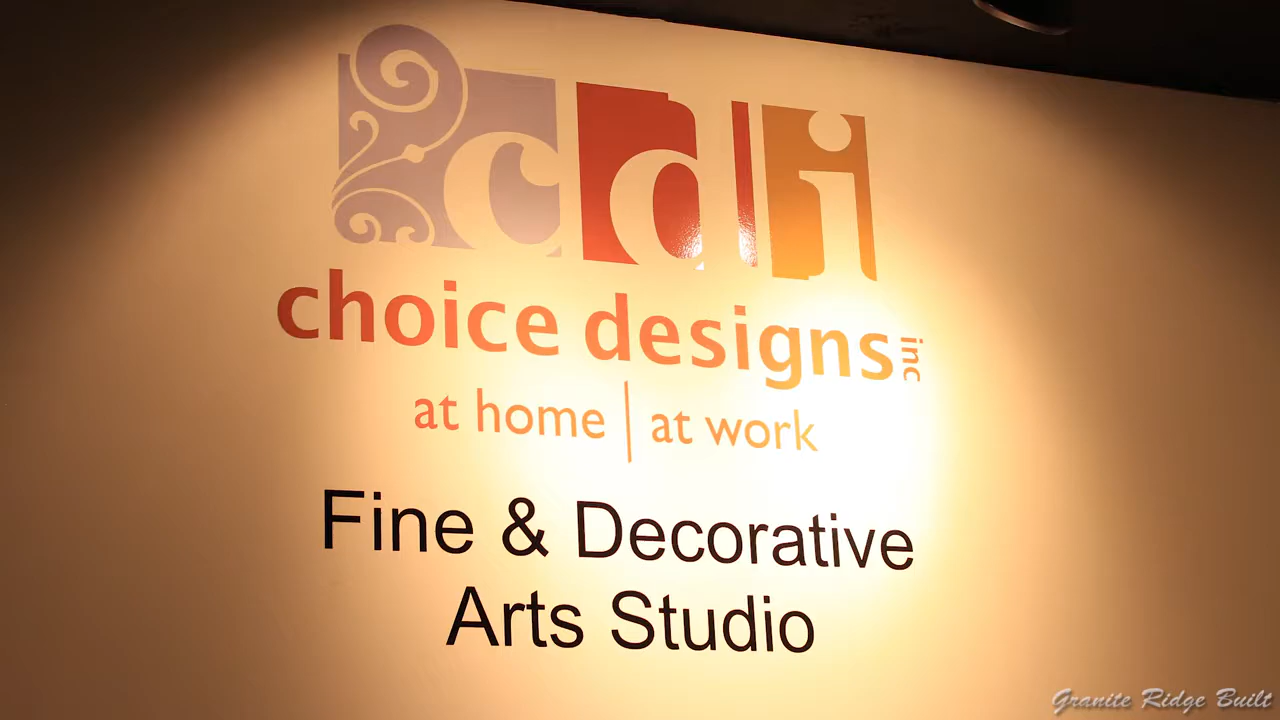 cdi
choice designs inc
at home | at work
Fine & Decorative
Arts Studio
Granite Ridge Built